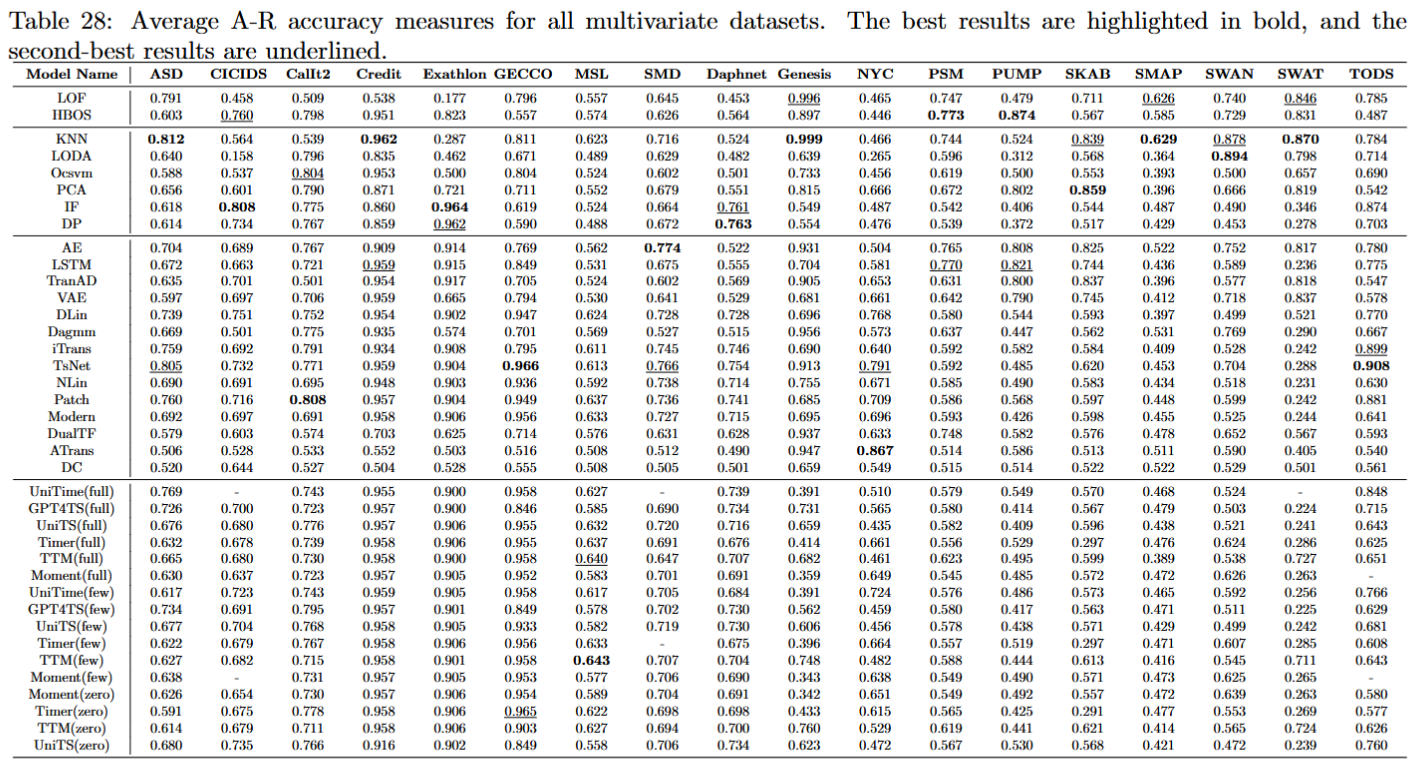 Table 28: Average A-R accuracy measures for all multivariate datasets. The best results are highlighted in bold, and the
second-best results are underlined.
Model Name ASD CICIDS CalIt2 Credit Exathlon GECCO MSL SMD Daphnet Genesis NYC PSM PUMP SKAB SMAP SWAN SWAT TODS
LOF 0.791 0.458 0.509 0.538 0.177 0.796 0.557 0.645 0.453 0.996 0.465 0.747 0.479 0.711 0.626 0.740 0.846 0.785
HBOS 0.603 0.760 0.798 0.951 0.823 0.557 0.574 0.626 0.564 0.897 0.446 0.773 0.874 0.567 0.585 0.729 0.831 0.487
KNN 0.812 0.564 0.539 0.962 0.287 0.811 0.623 0.716 0.524 0.999 0.466 0.744 0.524 0.839 0.629 0.878 0.870 0.784
LODA 0.640 0.158 0.796 0.835 0.462 0.671 0.489 0.629 0.482 0.639 0.265 0.596 0.312 0.568 0.364 0.894 0.798 0.714
Ocsvm 0.588 0.537 0.804 0.953 0.500 0.804 0.524 0.602 0.501 0.733 0.456 0.619 0.500 0.553 0.393 0.500 0.657 0.690
PCA 0.656 0.601 0.790 0.871 0.721 0.711 0.552 0.679 0.551 0.815 0.666 0.672 0.802 0.859 0.396 0.666 0.819 0.542
IF 0.618 0.808 0.775 0.860 0.964 0.619 0.524 0.664 0.761 0.549 0.487 0.542 0.406 0.544 0.487 0.490 0.346 0.874
DP 0.614 0.734 0.767 0.859 0.962 0.590 0.488 0.672 0.763 0.554 0.476 0.539 0.372 0.517 0.429 0.453 0.278 0.703
AE 0.704 0.689 0.767 0.909 0.914 0.769 0.562 0.774 0.522 0.931 0.504 0.765 0.808 0.825 0.522 0.752 0.817 0.780
LSTM 0.672 0.663 0.721 0.959 0.915 0.849 0.531 0.675 0.555 0.704 0.581 0.770 0.821 0.744 0.436 0.589 0.236 0.775
TranAD 0.635 0.701 0.501 0.954 0.917 0.705 0.524 0.602 0.569 0.905 0.653 0.631 0.800 0.837 0.396 0.577 0.818 0.547
VAE 0.597 0.697 0.706 0.959 0.665 0.794 0.530 0.641 0.529 0.681 0.661 0.642 0.790 0.745 0.412 0.718 0.837 0.578
DLin 0.739 0.751 0.752 0.954 0.902 0.947 0.624 0.728 0.728 0.696 0.768 0.580 0.544 0.593 0.397 0.499 0.521 0.770
Dagmm 0.669 0.501 0.775 0.935 0.574 0.701 0.569 0.527 0.515 0.956 0.573 0.637 0.447 0.562 0.531 0.769 0.290 0.667
iTrans 0.759 0.692 0.791 0.934 0.908 0.795 0.611 0.745 0.746 0.690 0.640 0.592 0.582 0.584 0.409 0.528 0.242 0.899
TsNet 0.805 0.732 0.771 0.959 0.904 0.966 0.613 0.766 0.754 0.913 0.791 0.592 0.485 0.620 0.453 0.704 0.288 0.908
NLin 0.690 0.691 0.695 0.948 0.903 0.936 0.592 0.738 0.714 0.755 0.671 0.585 0.490 0.583 0.434 0.518 0.231 0.630
Patch 0.760 0.716 0.808 0.957 0.904 0.949 0.637 0.736 0.741 0.685 0.709 0.586 0.568 0.597 0.448 0.599 0.242 0.881
Modern 0.692 0.697 0.691 0.958 0.906 0.956 0.633 0.727 0.715 0.695 0.696 0.593 0.426 0.598 0.455 0.525 0.244 0.641
DualTF 0.579 0.603 0.574 0.703 0.625 0.714 0.576 0.631 0.628 0.937 0.633 0.748 0.582 0.576 0.478 0.652 0.567 0.593
ATrans 0.506 0.528 0.533 0.552 0.503 0.516 0.508 0.512 0.490 0.947 0.867 0.514 0.586 0.513 0.511 0.590 0.405 0.540
DC 0.520 0.644 0.527 0.504 0.528 0.555 0.508 0.505 0.501 0.659 0.549 0.515 0.514 0.522 0.522 0.529 0.501 0.561
UniTime(full) 0.769 - 0.743 0.955 0.900 0.958 0.627 - 0.739 0.391 0.510 0.579 0.549 0.570 0.468 0.524 - 0.848
GPT4TS(full) 0.726 0.700 0.723 0.957 0.900 0.846 0.585 0.690 0.734 0.731 0.565 0.580 0.414 0.567 0.479 0.503 0.224 0.715
UniTS(full) 0.676 0.680 0.776 0.957 0.906 0.955 0.632 0.720 0.716 0.659 0.435 0.582 0.409 0.596 0.438 0.521 0.241 0.643
Timer(full) 0.632 0.678 0.739 0.958 0.906 0.955 0.637 0.691 0.676 0.414 0.661 0.556 0.529 0.297 0.476 0.624 0.286 0.625
TTM(full) 0.665 0.680 0.730 0.958 0.900 0.958 0.640 0.647 0.707 0.682 0.461 0.623 0.495 0.599 0.389 0.538 0.727 0.651
Moment(full) 0.630 0.637 0.723 0.957 0.905 0.952 0.583 0.701 0.691 0.359 0.649 0.545 0.485 0.572 0.472 0.626 0.263 -
UniTime(few) 0.617 0.723 0.743 0.959 0.905 0.958 0.617 0.705 0.684 0.391 0.724 0.576 0.486 0.573 0.465 0.592 0.256 0.766
GPT4TS(few) 0.734 0.691 0.795 0.957 0.901 0.849 0.578 0.702 0.730 0.562 0.459 0.580 0.417 0.563 0.471 0.511 0.225 0.629
UniTS(few) 0.677 0.704 0.768 0.958 0.905 0.933 0.582 0.719 0.730 0.606 0.456 0.578 0.438 0.571 0.429 0.499 0.242 0.681
Timer(few) 0.622 0.679 0.767 0.958 0.906 0.956 0.633 - 0.675 0.396 0.664 0.557 0.519 0.297 0.471 0.607 0.285 0.608
TTM(few) 0.627 0.682 0.715 0.958 0.901 0.958 0.643 0.707 0.704 0.748 0.482 0.588 0.444 0.613 0.416 0.545 0.711 0.643
Moment(few) 0.638 - 0.731 0.957 0.905 0.953 0.577 0.706 0.690 0.343 0.638 0.549 0.490 0.571 0.473 0.625 0.265 -
Moment(zero) 0.626 0.654 0.730 0.957 0.906 0.954 0.589 0.704 0.691 0.342 0.651 0.549 0.492 0.557 0.472 0.639 0.263 0.580
Timer(zero) 0.591 0.675 0.778 0.958 0.906 0.965 0.622 0.698 0.698 0.433 0.615 0.565 0.425 0.291 0.477 0.553 0.269 0.577
TTM(zero) 0.614 0.679 0.711 0.958 0.906 0.903 0.627 0.694 0.700 0.760 0.529 0.619 0.441 0.621 0.414 0.565 0.724 0.626
UniTS(zero) 0.680 0.735 0.766 0.916 0.902 0.849 0.558 0.706 0.734 0.623 0.472 0.567 0.530 0.568 0.421 0.472 0.239 0.760